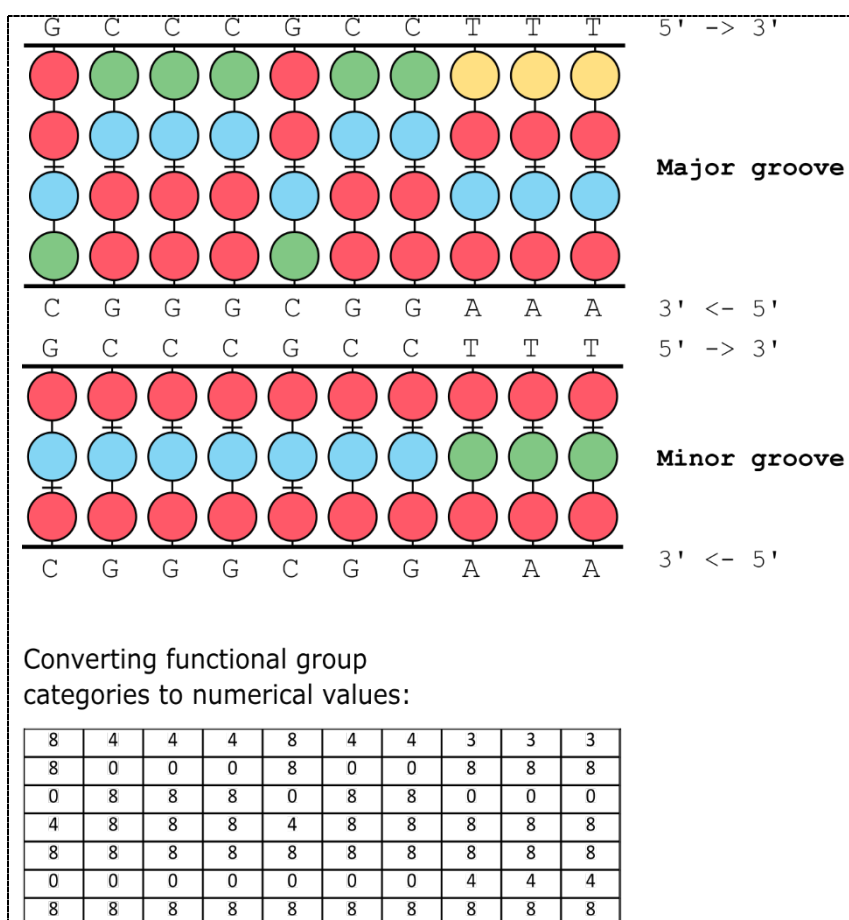 G C C C G C C T T T 5' -> 3'
Major groove
C G G G C G G A A A 3' <- 5'
G C C C G C C T T T 5' -> 3'
Minor groove
C G G G C G G A A A 3' <- 5'
Converting functional group
categories to numerical values:
8 4 4 4 8 4 4 3 3 3
8 0 0 0 8 0 0 8 8 8
0 8 8 8 0 8 8 0 0 0
4 8 8 8 4 8 8 8 8 8
8 8 8 8 8 8 8 8 8 8
0 0 0 0 0 0 0 4 4 4
8 8 8 8 8 8 8 8 8 8